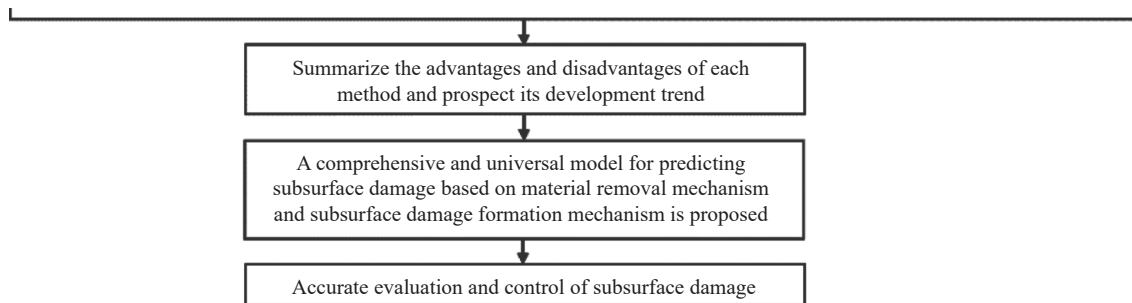 Summarize the advantages and disadvantages of each
method and prospect its development trend
A comprehensive and universal model for predicting
subsurface damage based on material removal mechanism
and subsurface damage formation mechanism is proposed
Accurate evaluation and control of subsurface damage